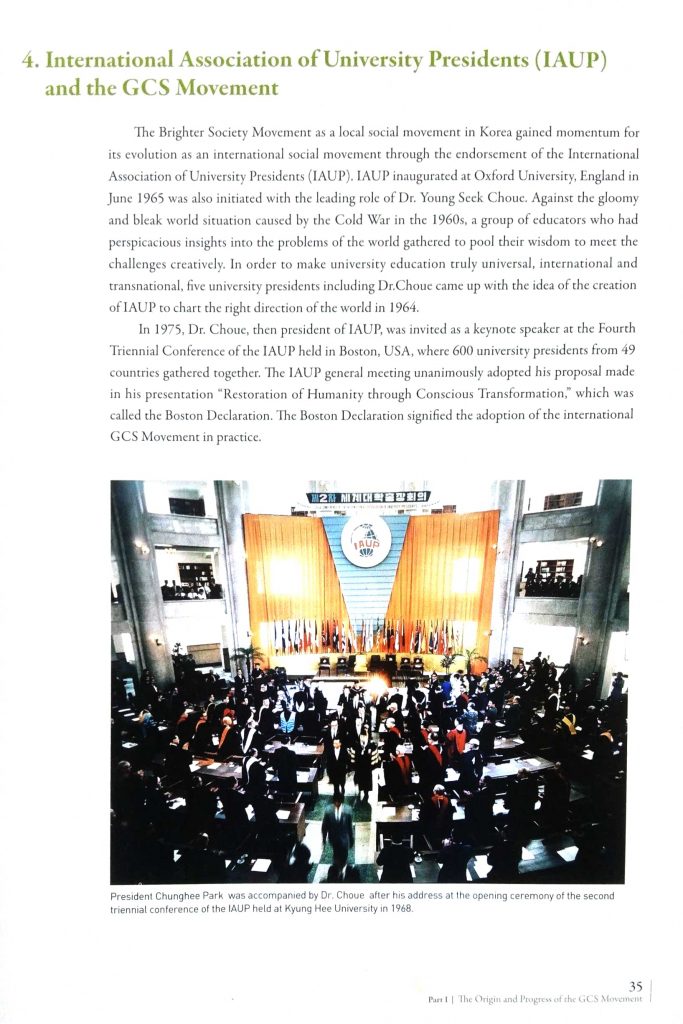 4. International Association of University Presidents (IAUP)
and the GCS Movement
The Brighter Society Movement as a local social movement in Korea gained momentum for
its evolution as an international social movement through the endorsement of the International
Association of University Presidents (IAUP). IAUP inaugurated at Oxford University, England in
June 1965 was also initiated with the leading role of Dr. Young Seek Choue. Against the gloomy
and bleak world situation caused by the Cold War in the 1960s, a group of educators who had
perspicacious insights into the problems of the world gathered to pool their wisdom to meet the
challenges creatively. In order to make university education truly universal, international and
transnational, five university presidents including Dr.Choue came up with the idea of the creation
of IAUP to chart the right direction of the world in 1964.
In 1975, Dr. Choue, then president of IAUP, was invited as a keynote speaker at the Fourth
Triennial Conference of the IAUP held in Boston, USA, where 600 university presidents from 49
countries gathered together. The IAUP general meeting unanimously adopted his proposal made
in his presentation “Restoration of Humanity through Conscious Transformation,” which was
called the Boston Declaration. The Boston Declaration signified the adoption of the international
GCS Movement in practice.
제2차 세계대학총장회의
IAUP
President Chunghee Park was accompanied by Dr. Choue after his address at the opening ceremony of the second
triennial conference of the IAUP held at Kyung Hee University in 1968.
35
Part I | The Origin and Progress of the GCS Movement